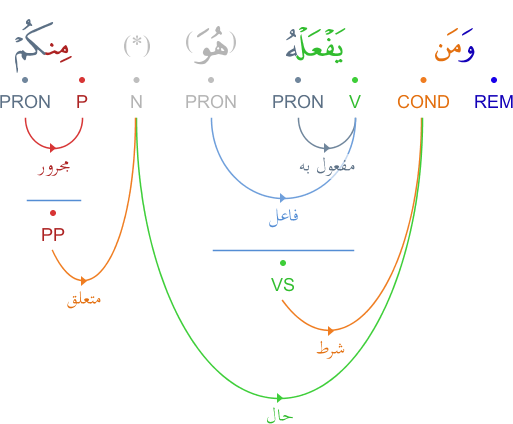 وَمَن يَفْعَلْهُ (هُوَ) (*) مِنكُمْ
REM COND V PRON PRON N P PRON
مجرور
مفعول به
فاعل
PP
VS
متعلق
شرط
حال